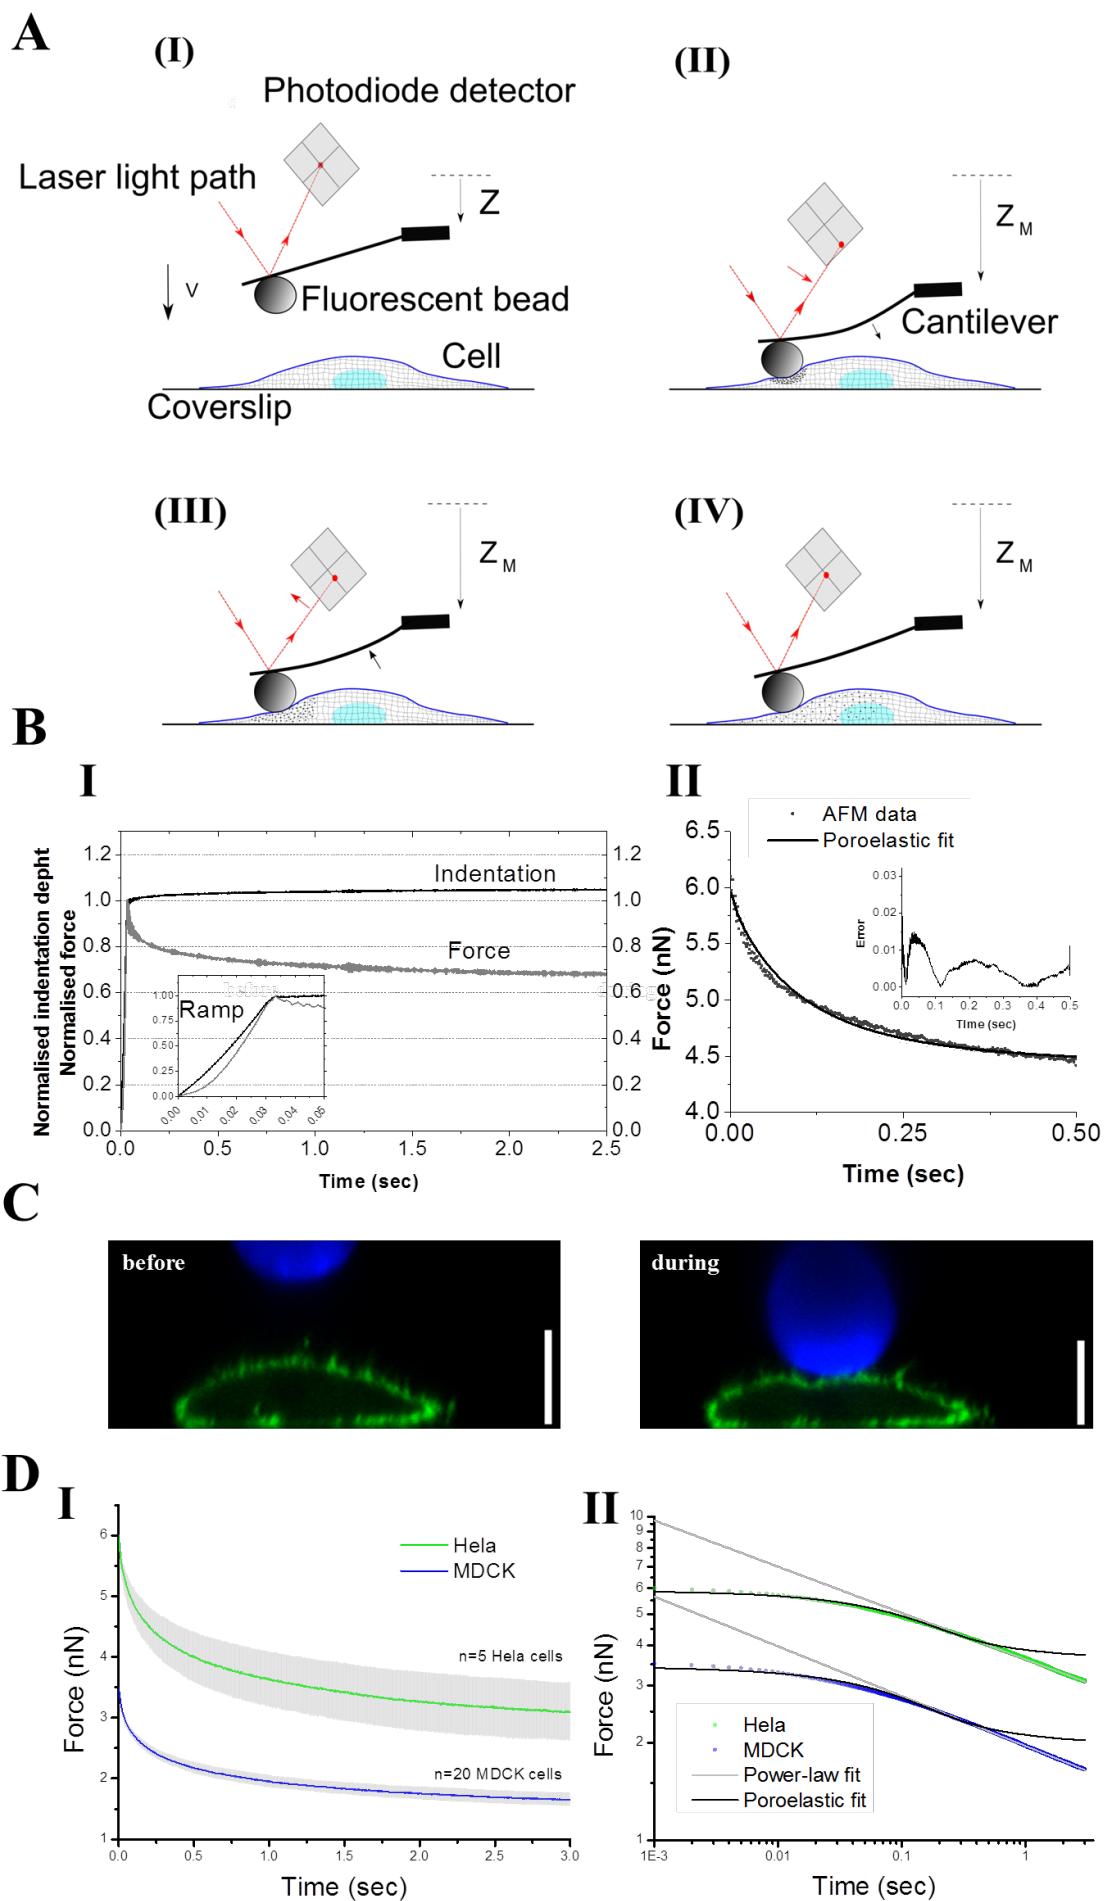 A
(I)
Photodiode detector
Laser light path
Z
V
Fluorescent bead
Cell
Coverslip
(II)
Z M
Cantilever
(III)
Z M
(IV)
Z M
B
I
Normalised indentation depht
Normalised force
1.2
1.0
0.8
0.6
0.4
0.2
0.0
1.2
1.0
0.8
0.6
0.4
0.2
0.0
Indentation
Force
before
during
Ramp
1.00
0.75
0.50
0.25
0.00
0.00
0.01
0.02
0.03
0.04
0.05
0.0
0.5
1.0
1.5
2.0
2.5
Time (sec)
II
AFM data
Poroelastic fit
Force (nN)
6.5
6.0
5.5
5.0
4.5
4.0
Error
0.03
0.02
0.01
0.00
0.0
0.1
0.2
0.3
0.4
0.5
Time (sec)
0.00
0.25
0.50
Time (sec)
C
before
during
D
I
Hela
MDCK
n=5 Hela cells
n=20 MDCK cells
Force (nN)
6
5
4
3
2
1
0.0
0.5
1.0
1.5
2.0
2.5
3.0
Time (sec)
II
Force (nN)
10
9
8
7
6
5
4
3
2
1
Hela
MDCK
Power-law fit
Poroelastic fit
1E-3
0.01
0.1
1
Time (sec)